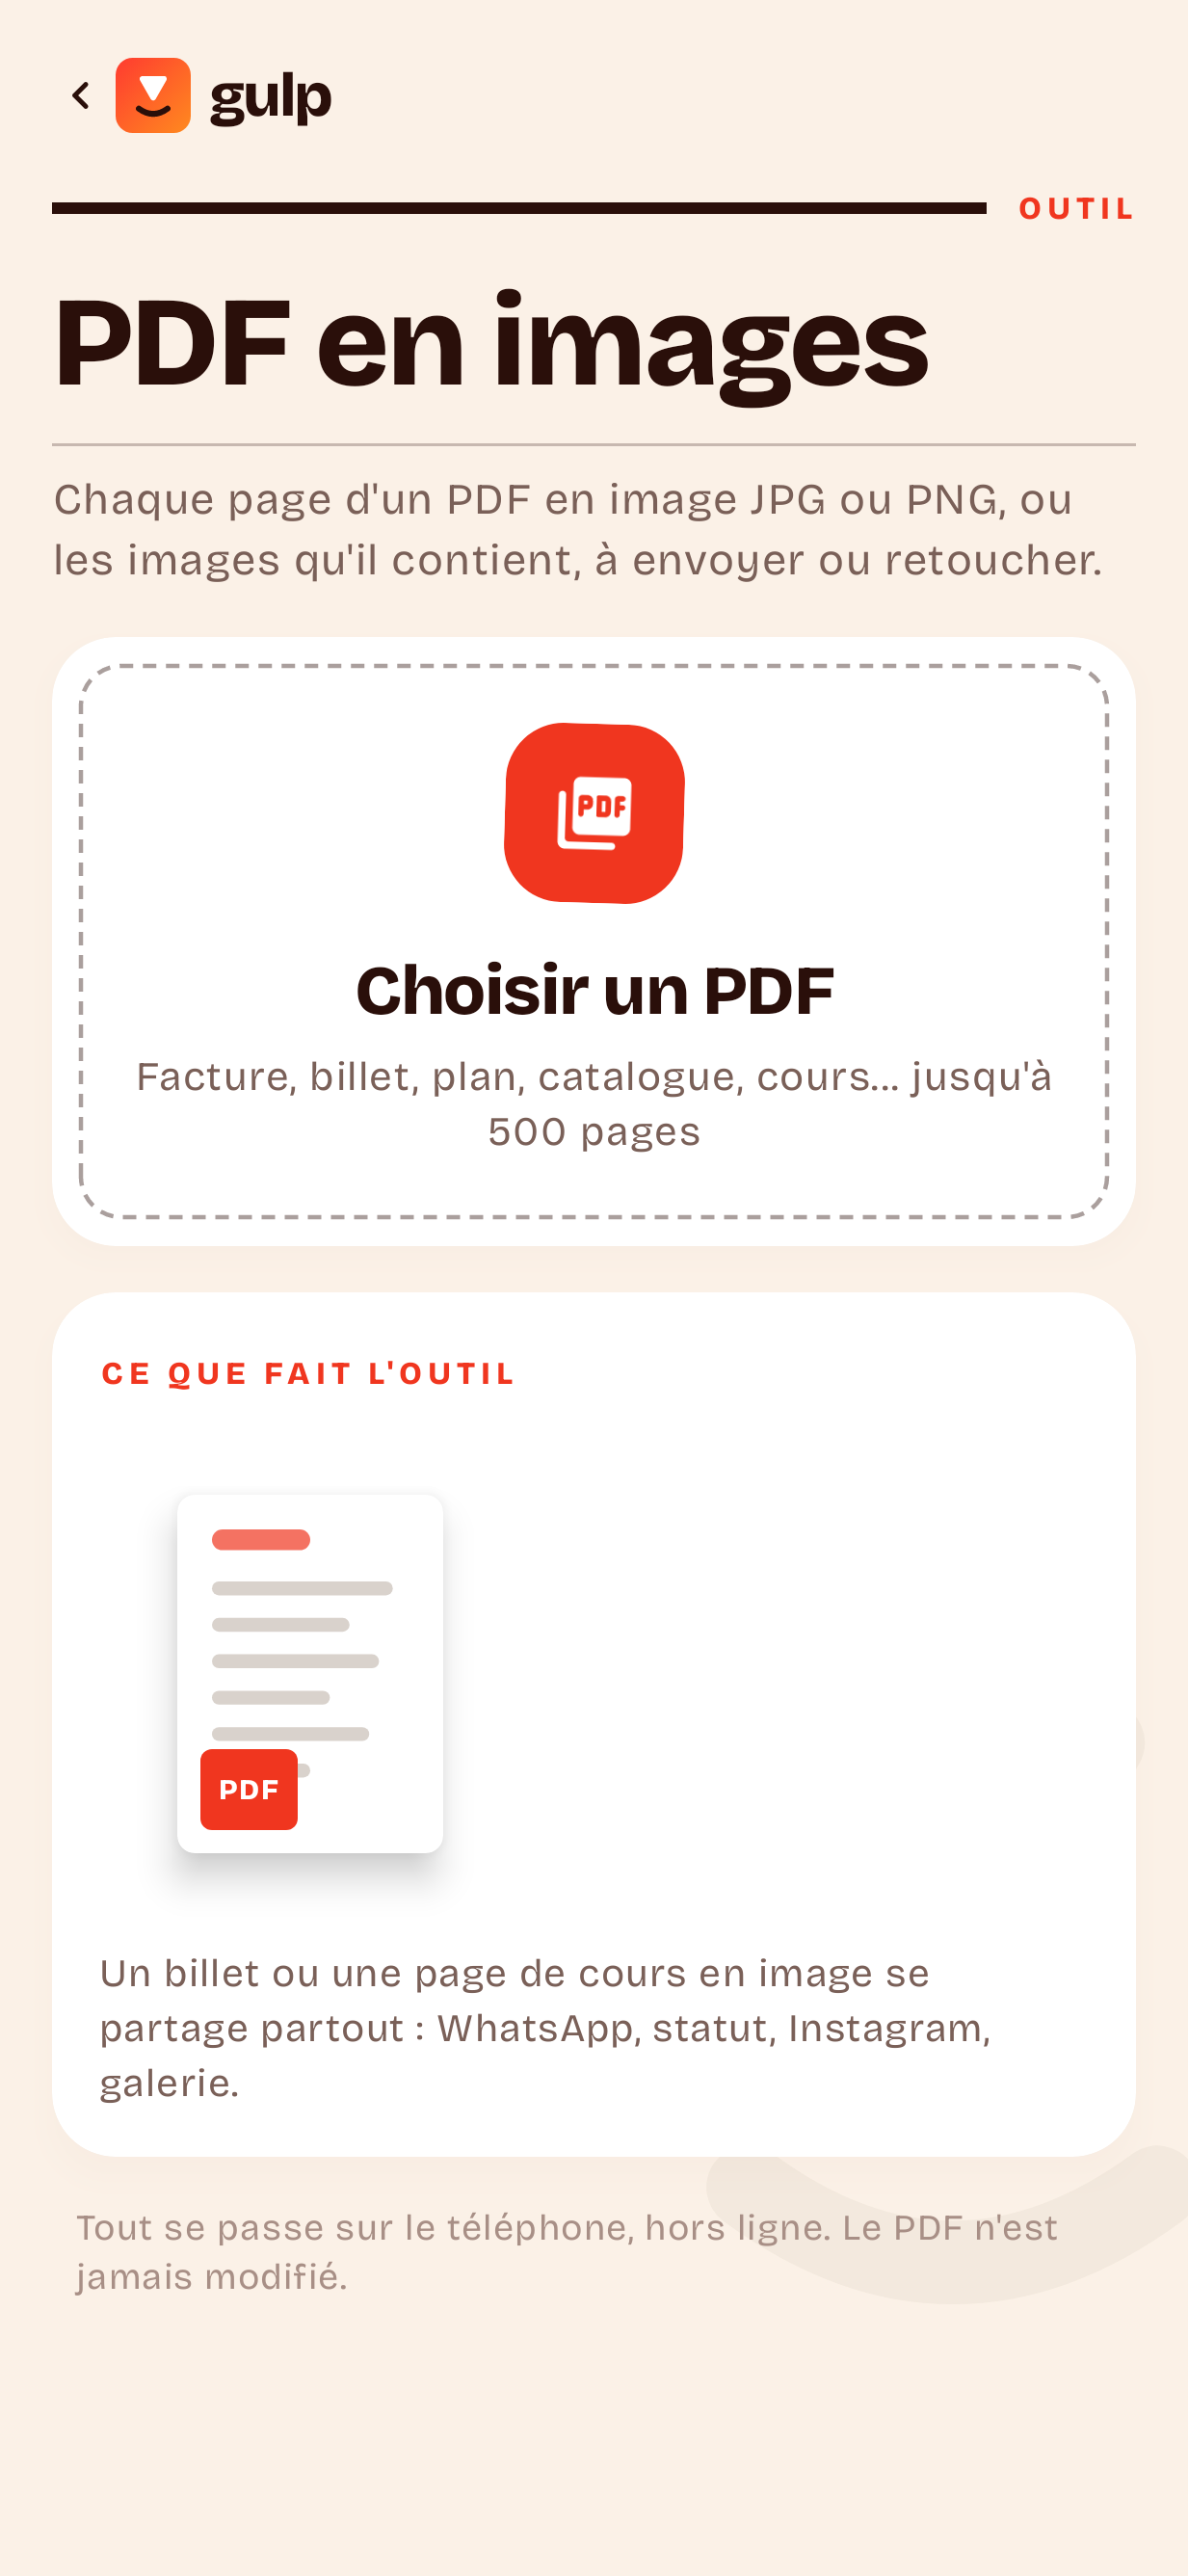 gulp
OUTIL
PDF en images
Chaque page d'un PDF en image JPG ou PNG, ou
les images qu'il contient, à envoyer ou retoucher.
PDF
Choisir un PDF
Facture, billet, plan, catalogue, cours... jusqu'à
500 pages
CE QUE FAIT L'OUTIL
PDF
Un billet ou une page de cours en image se
partage partout : WhatsApp, statut, Instagram,
galerie.
Tout se passe sur le téléphone, hors ligne. Le PDF n'est
jamais modifié.